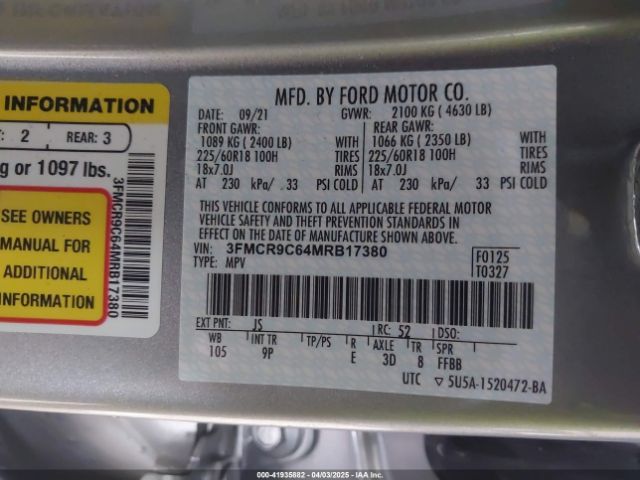 INFORMATION
2
REAR: 3
g or 1097 lbs.
SEE OWNERS
MANUAL FOR
ADDITIONAL
INFORMATION
3FMCR9C64MRB17380
MFD. BY FORD MOTOR CO.
DATE: 09/21 GVWR: 2100 KG ( 4630 LB)
FRONT GAWR: REAR GAWR:
1089 KG ( 2400 LB) WITH 1066 KG ( 2350 LB) WITH
225/60R18 100H TIRES 225/60R18 100H TIRES
18x7.0J RIMS 18x7.0J RIMS
AT 230 kPa/ 33 PSI COLD AT 230 kPa/ 33 PSI COLD
THIS VEHICLE CONFORMS TO ALL APPLICABLE FEDERAL MOTOR
VEHICLE SAFETY AND THEFT PREVENTION STANDARDS IN
EFFECT ON THE DATE OF MANUFACTURE SHOWN ABOVE.
VIN: 3FMCR9C64MRB17380 F0125
TYPE: MPV T0327
EXT PNT: JS RC: 52 DSO:
WB INT TR TP/PS R AXLE TR SPR
105 9P E 3D 8 FFBB
UTC ▽ 5U5A-1520472-BA
©IAA 41935882 - 04/03/2025 - IAA, Inc.